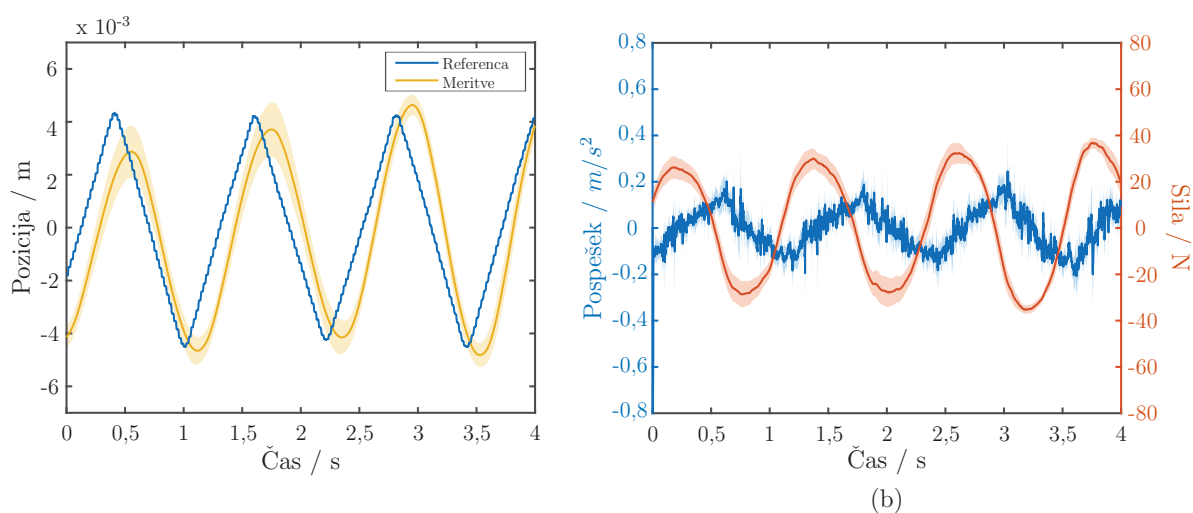 x 10⁻³
6
4
2
0
-2
-4
-6
Pozicija / m
Referenca
Meritve
0 0,5 1 1,5 2 2,5 3 3,5 4
Čas / s
0,8
0,6
0,4
0,2
0
-0,2
-0,4
-0,6
-0,8
Pospešek / m/s²
80
60
40
20
0
-20
-40
-60
-80
Sila / N
0 0,5 1 1,5 2 2,5 3 3,5 4
Čas / s
(b)